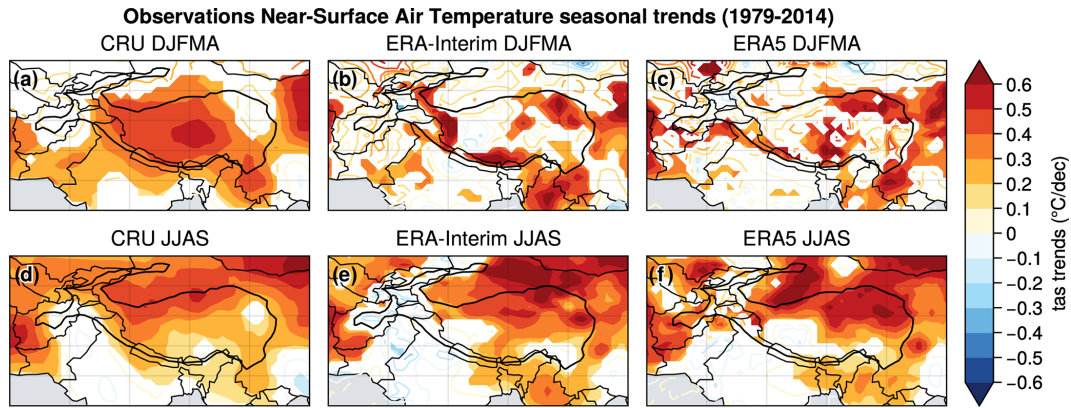 Observations Near-Surface Air Temperature seasonal trends (1979-2014)
CRU DJFMA
ERA-Interim DJFMA
ERA5 DJFMA
(a)
(b)
(c)
CRU JJAS
ERA-Interim JJAS
ERA5 JJAS
(d)
(e)
(f)
0.6
0.5
0.4
0.3
0.2
0.1
0
−0.1
−0.2
−0.3
−0.4
−0.5
−0.6
tas trends (°C/dec)